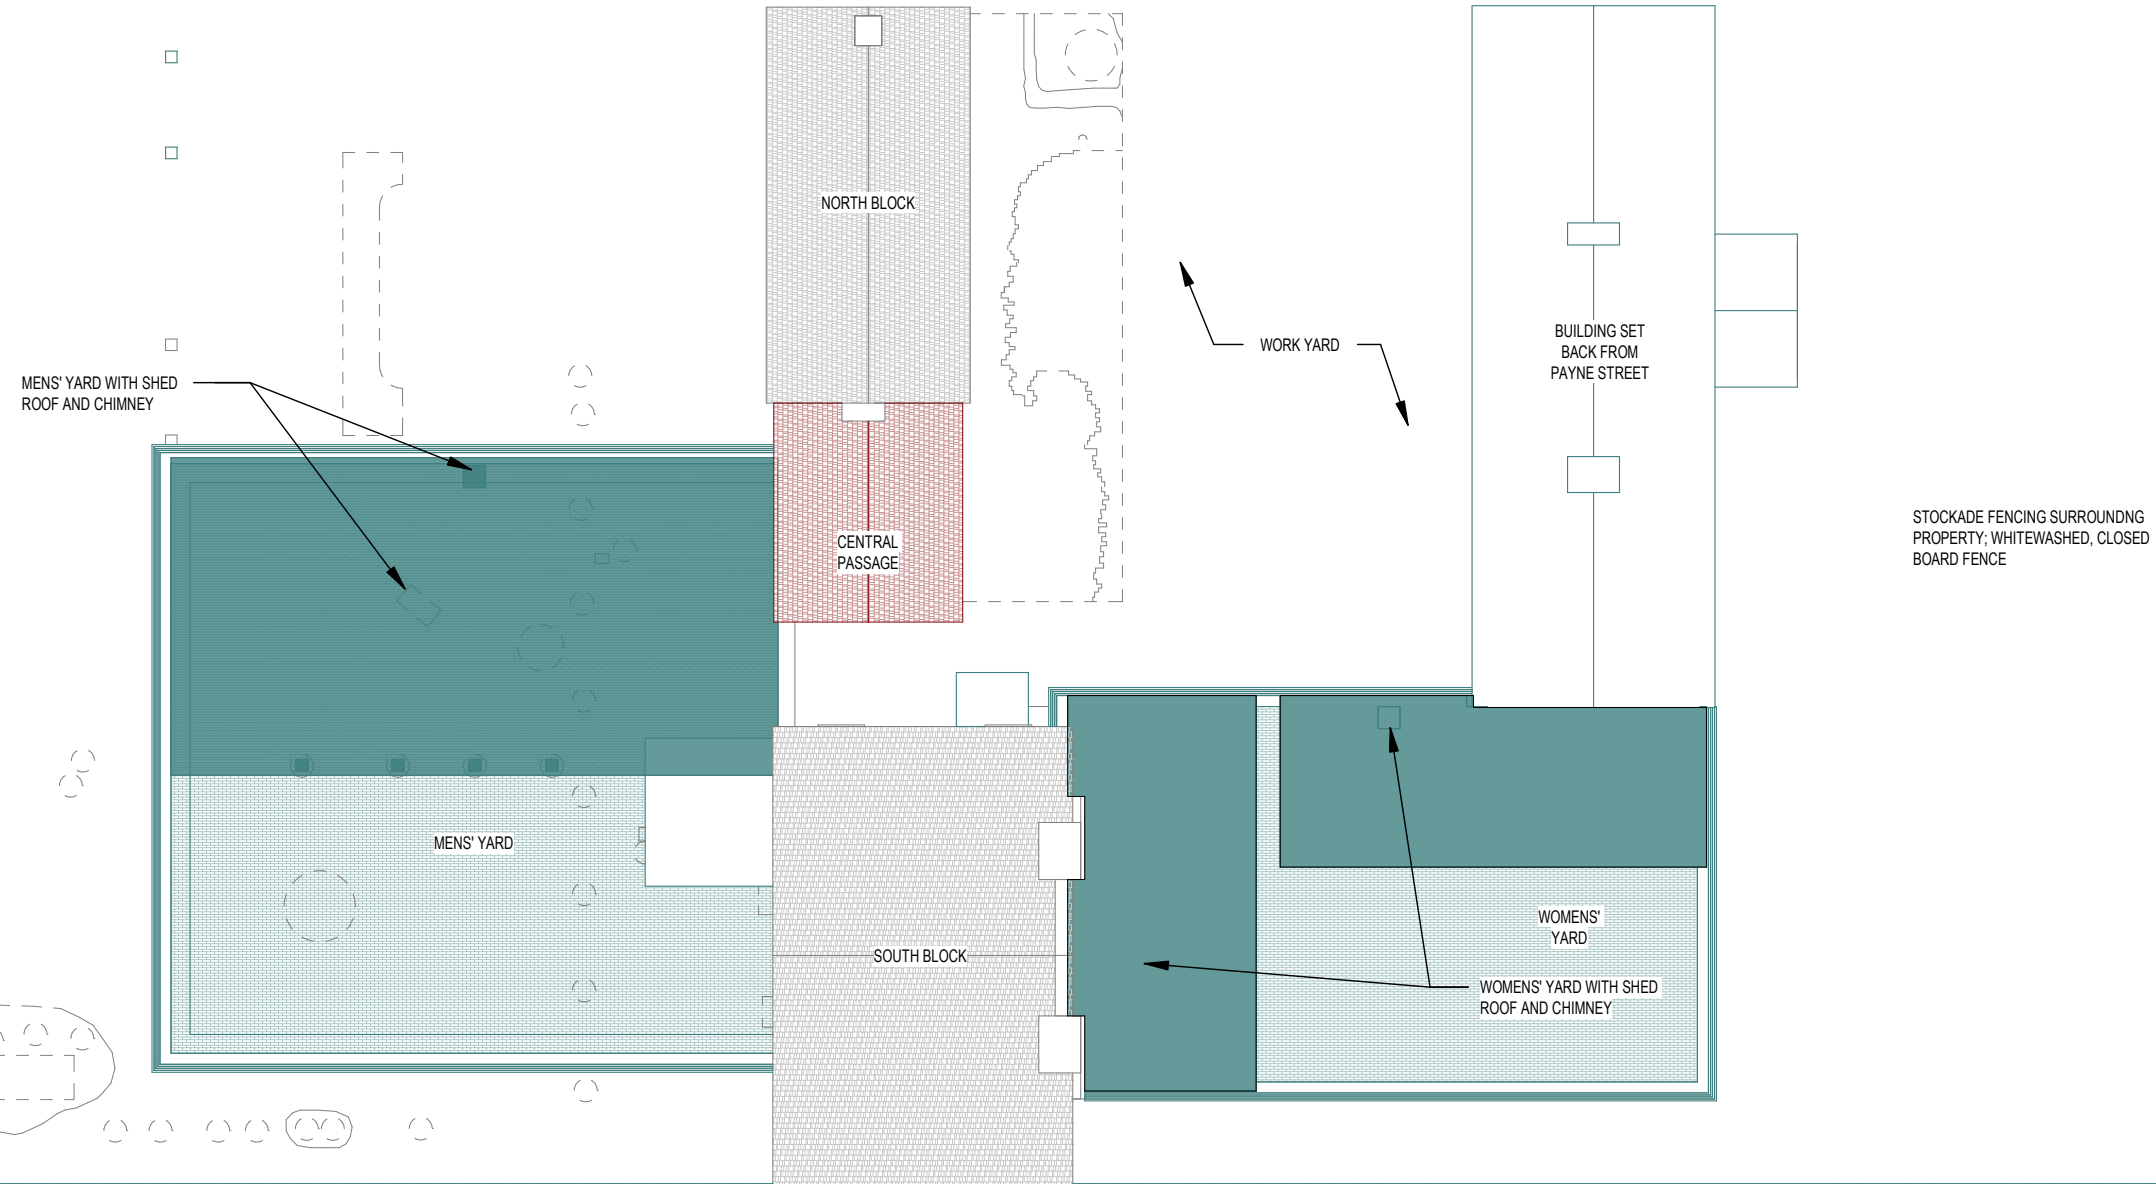 NORTH BLOCK
WORK YARD
BUILDING SET
BACK FROM
PAYNE STREET
MENS' YARD WITH SHED
ROOF AND CHIMNEY
CENTRAL
PASSAGE
STOCKADE FENCING SURROUNDNG
PROPERTY; WHITEWASHED, CLOSED
BOARD FENCE
MENS' YARD
WOMENS'
YARD
SOUTH BLOCK
WOMENS' YARD WITH SHED
ROOF AND CHIMNEY